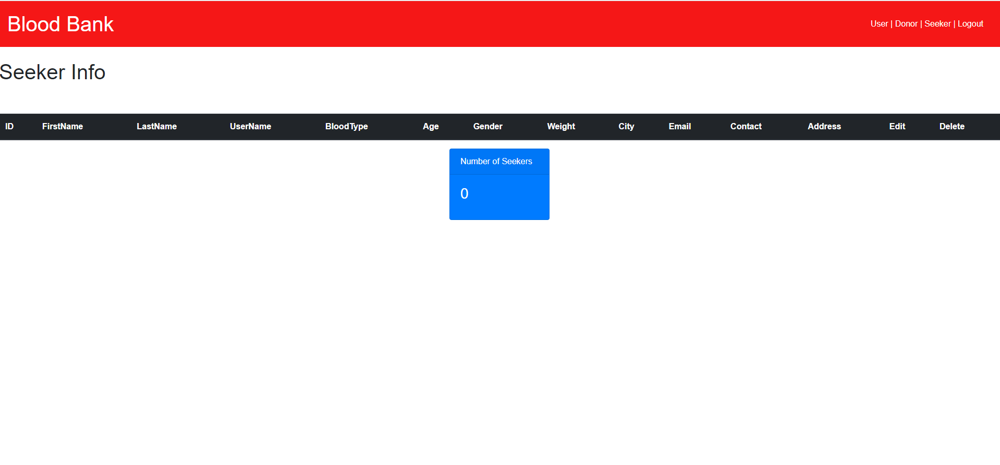 Blood Bank
User | Donor | Seeker | Logout
Seeker Info
ID FirstName LastName UserName BloodType Age Gender Weight City Email Contact Address Edit Delete
Number of Seekers
0